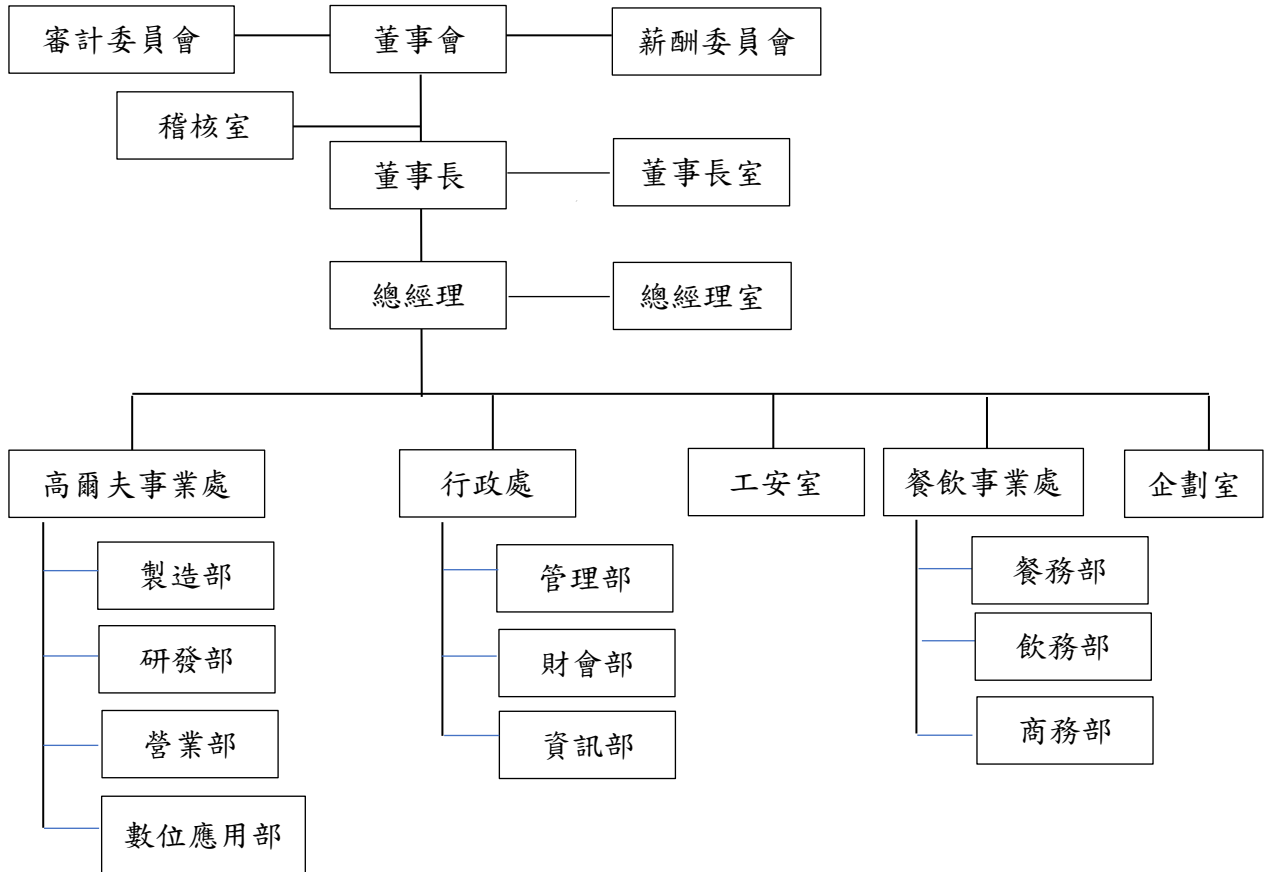 審計委員會
董事會
薪酬委員會
稽核室
董事長
董事長室
總經理
總經理室
高爾夫事業處
行政處
工安室
餐飲事業處
企劃室
製造部
研發部
營業部
數位應用部
管理部
財會部
資訊部
餐務部
飲務部
商務部